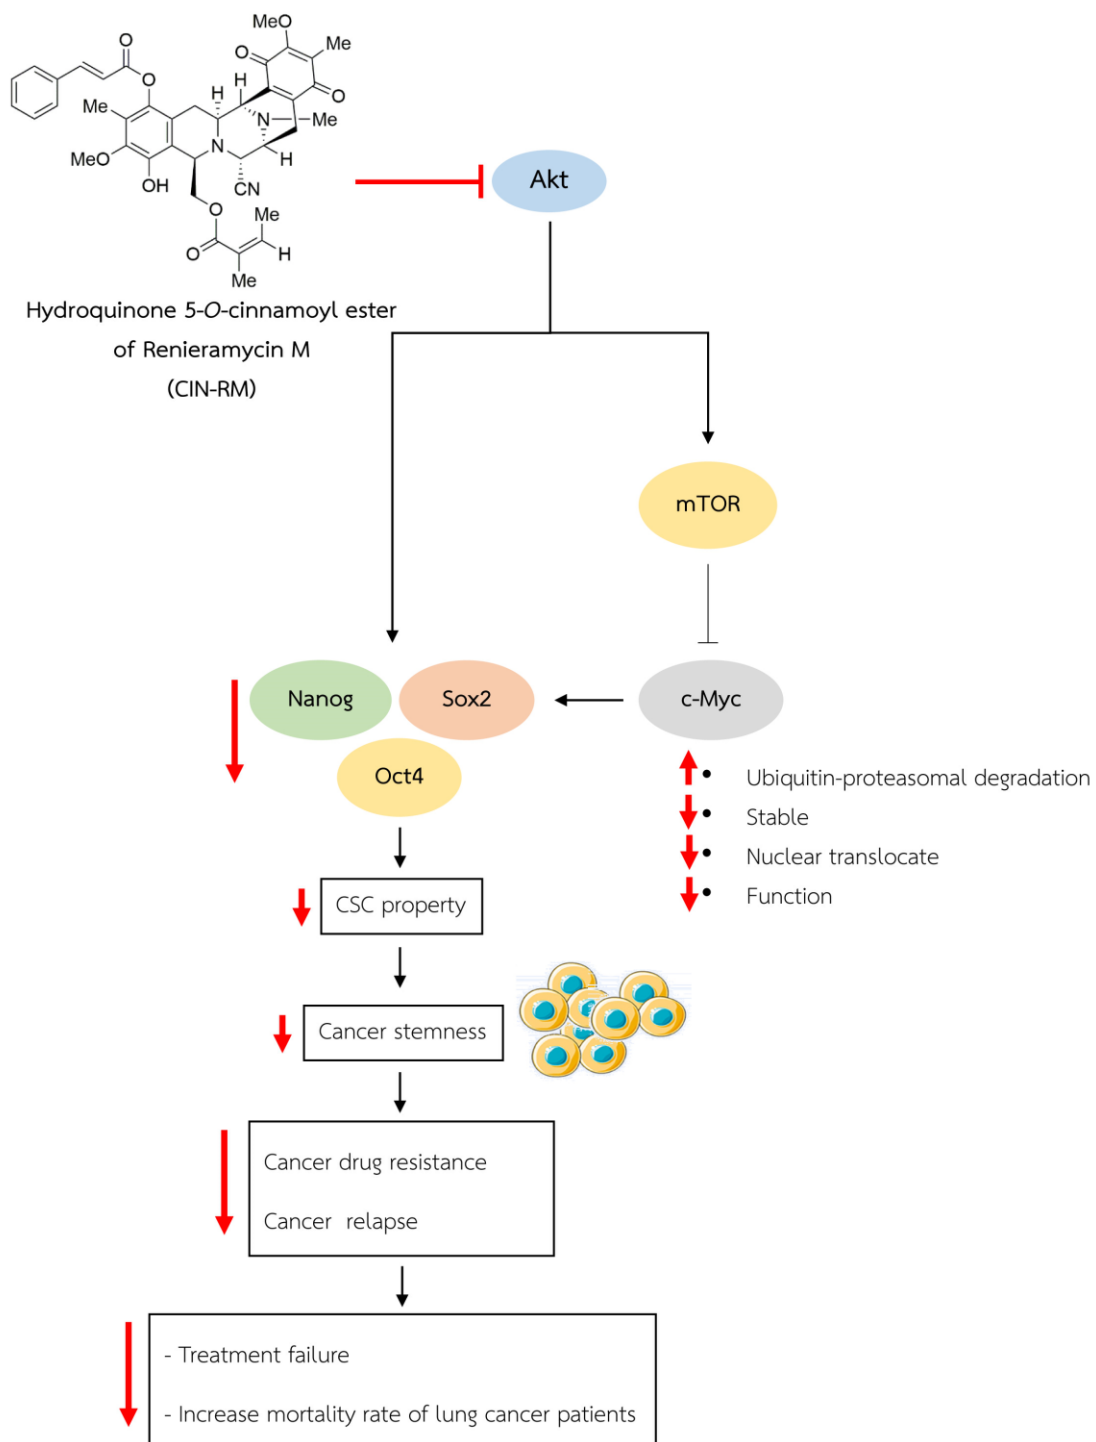 MeO
O
Me
O
O
O
H
H
Me
N
Me
N
MeO
H
OH
CN
O
Me
O
H
Me
Akt
Hydroquinone 5-O-cinnamoyl ester
of Renieramycin M
(CIN-RM)
mTOR
Nanog
Sox2
c-Myc
Oct4
• Ubiquitin-proteasomal degradation
• Stable
• Nuclear translocate
• Function
CSC property
Cancer stemness
Cancer drug resistance
Cancer relapse
- Treatment failure
- Increase mortality rate of lung cancer patients